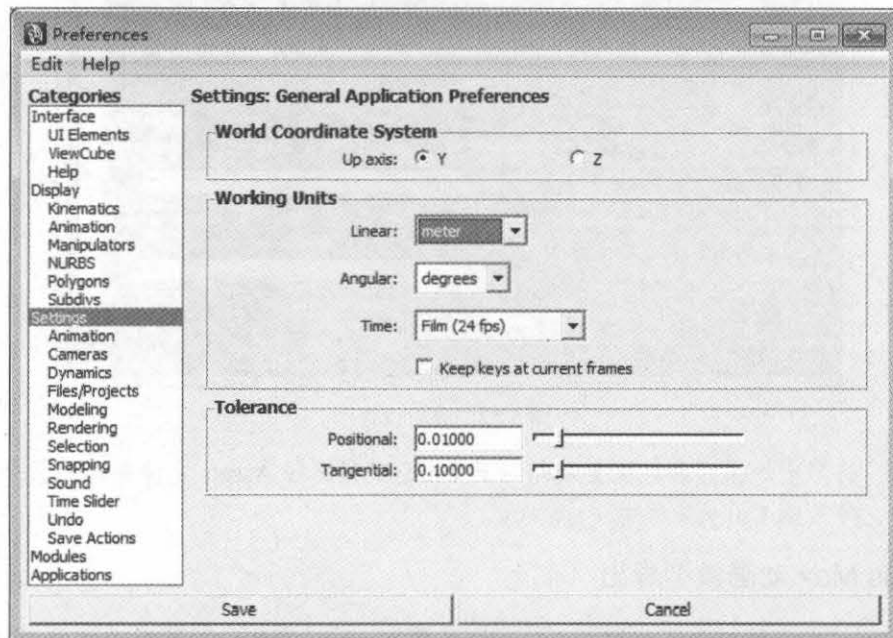 Preferences
Edit Help
Categories
Interface
UI Elements
ViewCube
Help
Display
Kinematics
Animation
Manipulators
NURBS
Polygons
Subdivs
Settings
Animation
Cameras
Dynamics
Files/Projects
Modeling
Rendering
Selection
Snapping
Sound
Time Slider
Undo
Save Actions
Modules
Applications
Settings: General Application Preferences
World Coordinate System
Up axis: Y Z
Working Units
Linear: meter
Angular: degrees
Time: Film (24 fps)
Keep keys at current frames
Tolerance
Positional: 0.01000
Tangential: 0.10000
Save Cancel